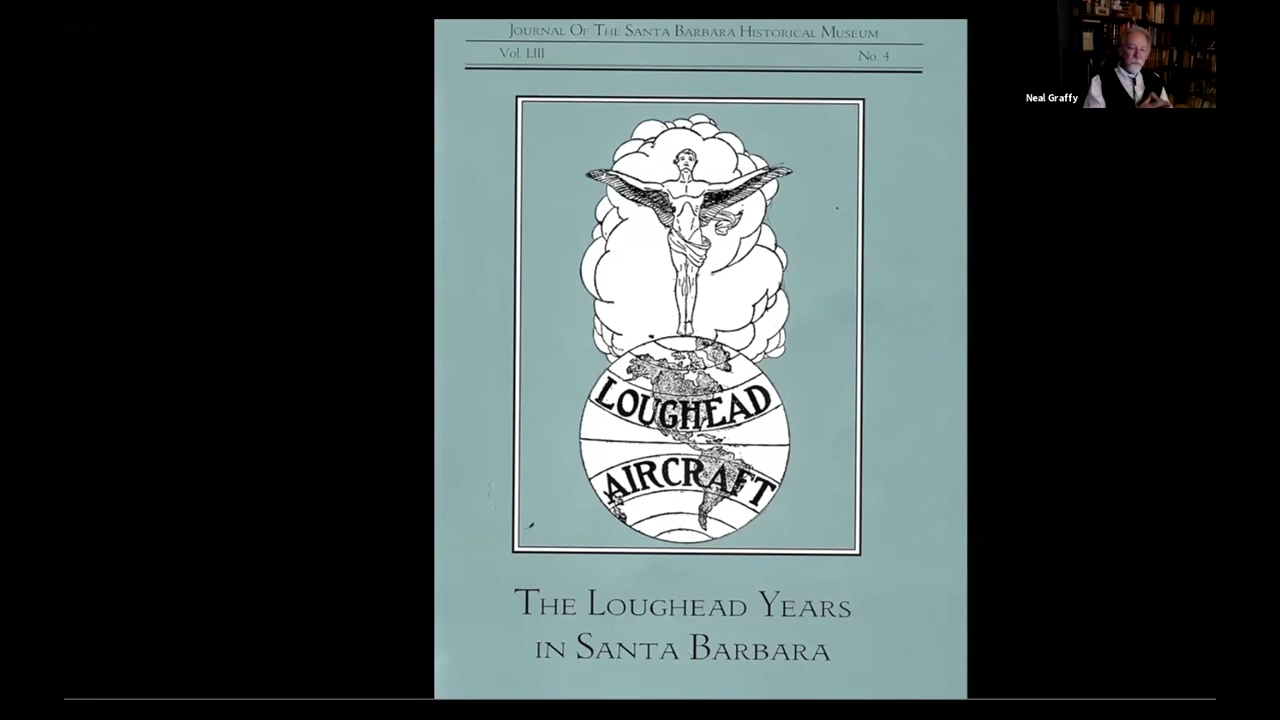 Journal Of The Santa Barbara Historical Museum
Vol. LIII No. 4
Neal Graffy
LOUGHEAD
AIRCRAFT
The Loughead Years
in Santa Barbara